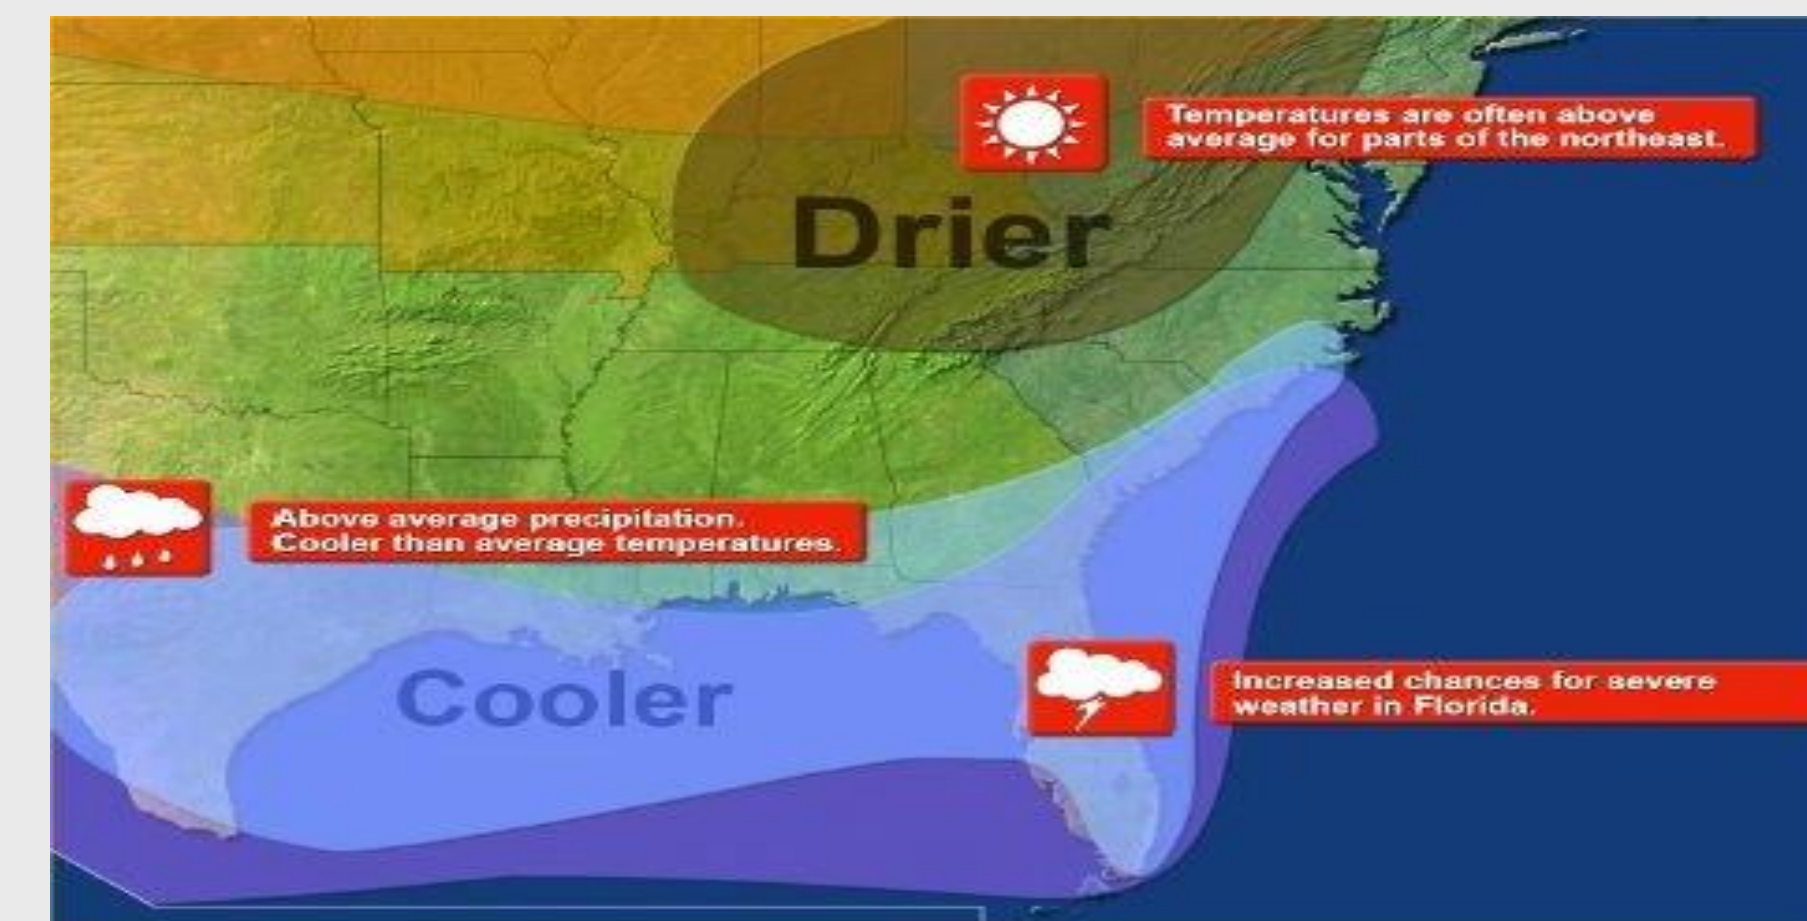 Temperatures are often above
average for parts of the northeast.
Drier
Above average precipitation.
Cooler than average temperatures.
Cooler
Increased chances for severe
weather in Florida.